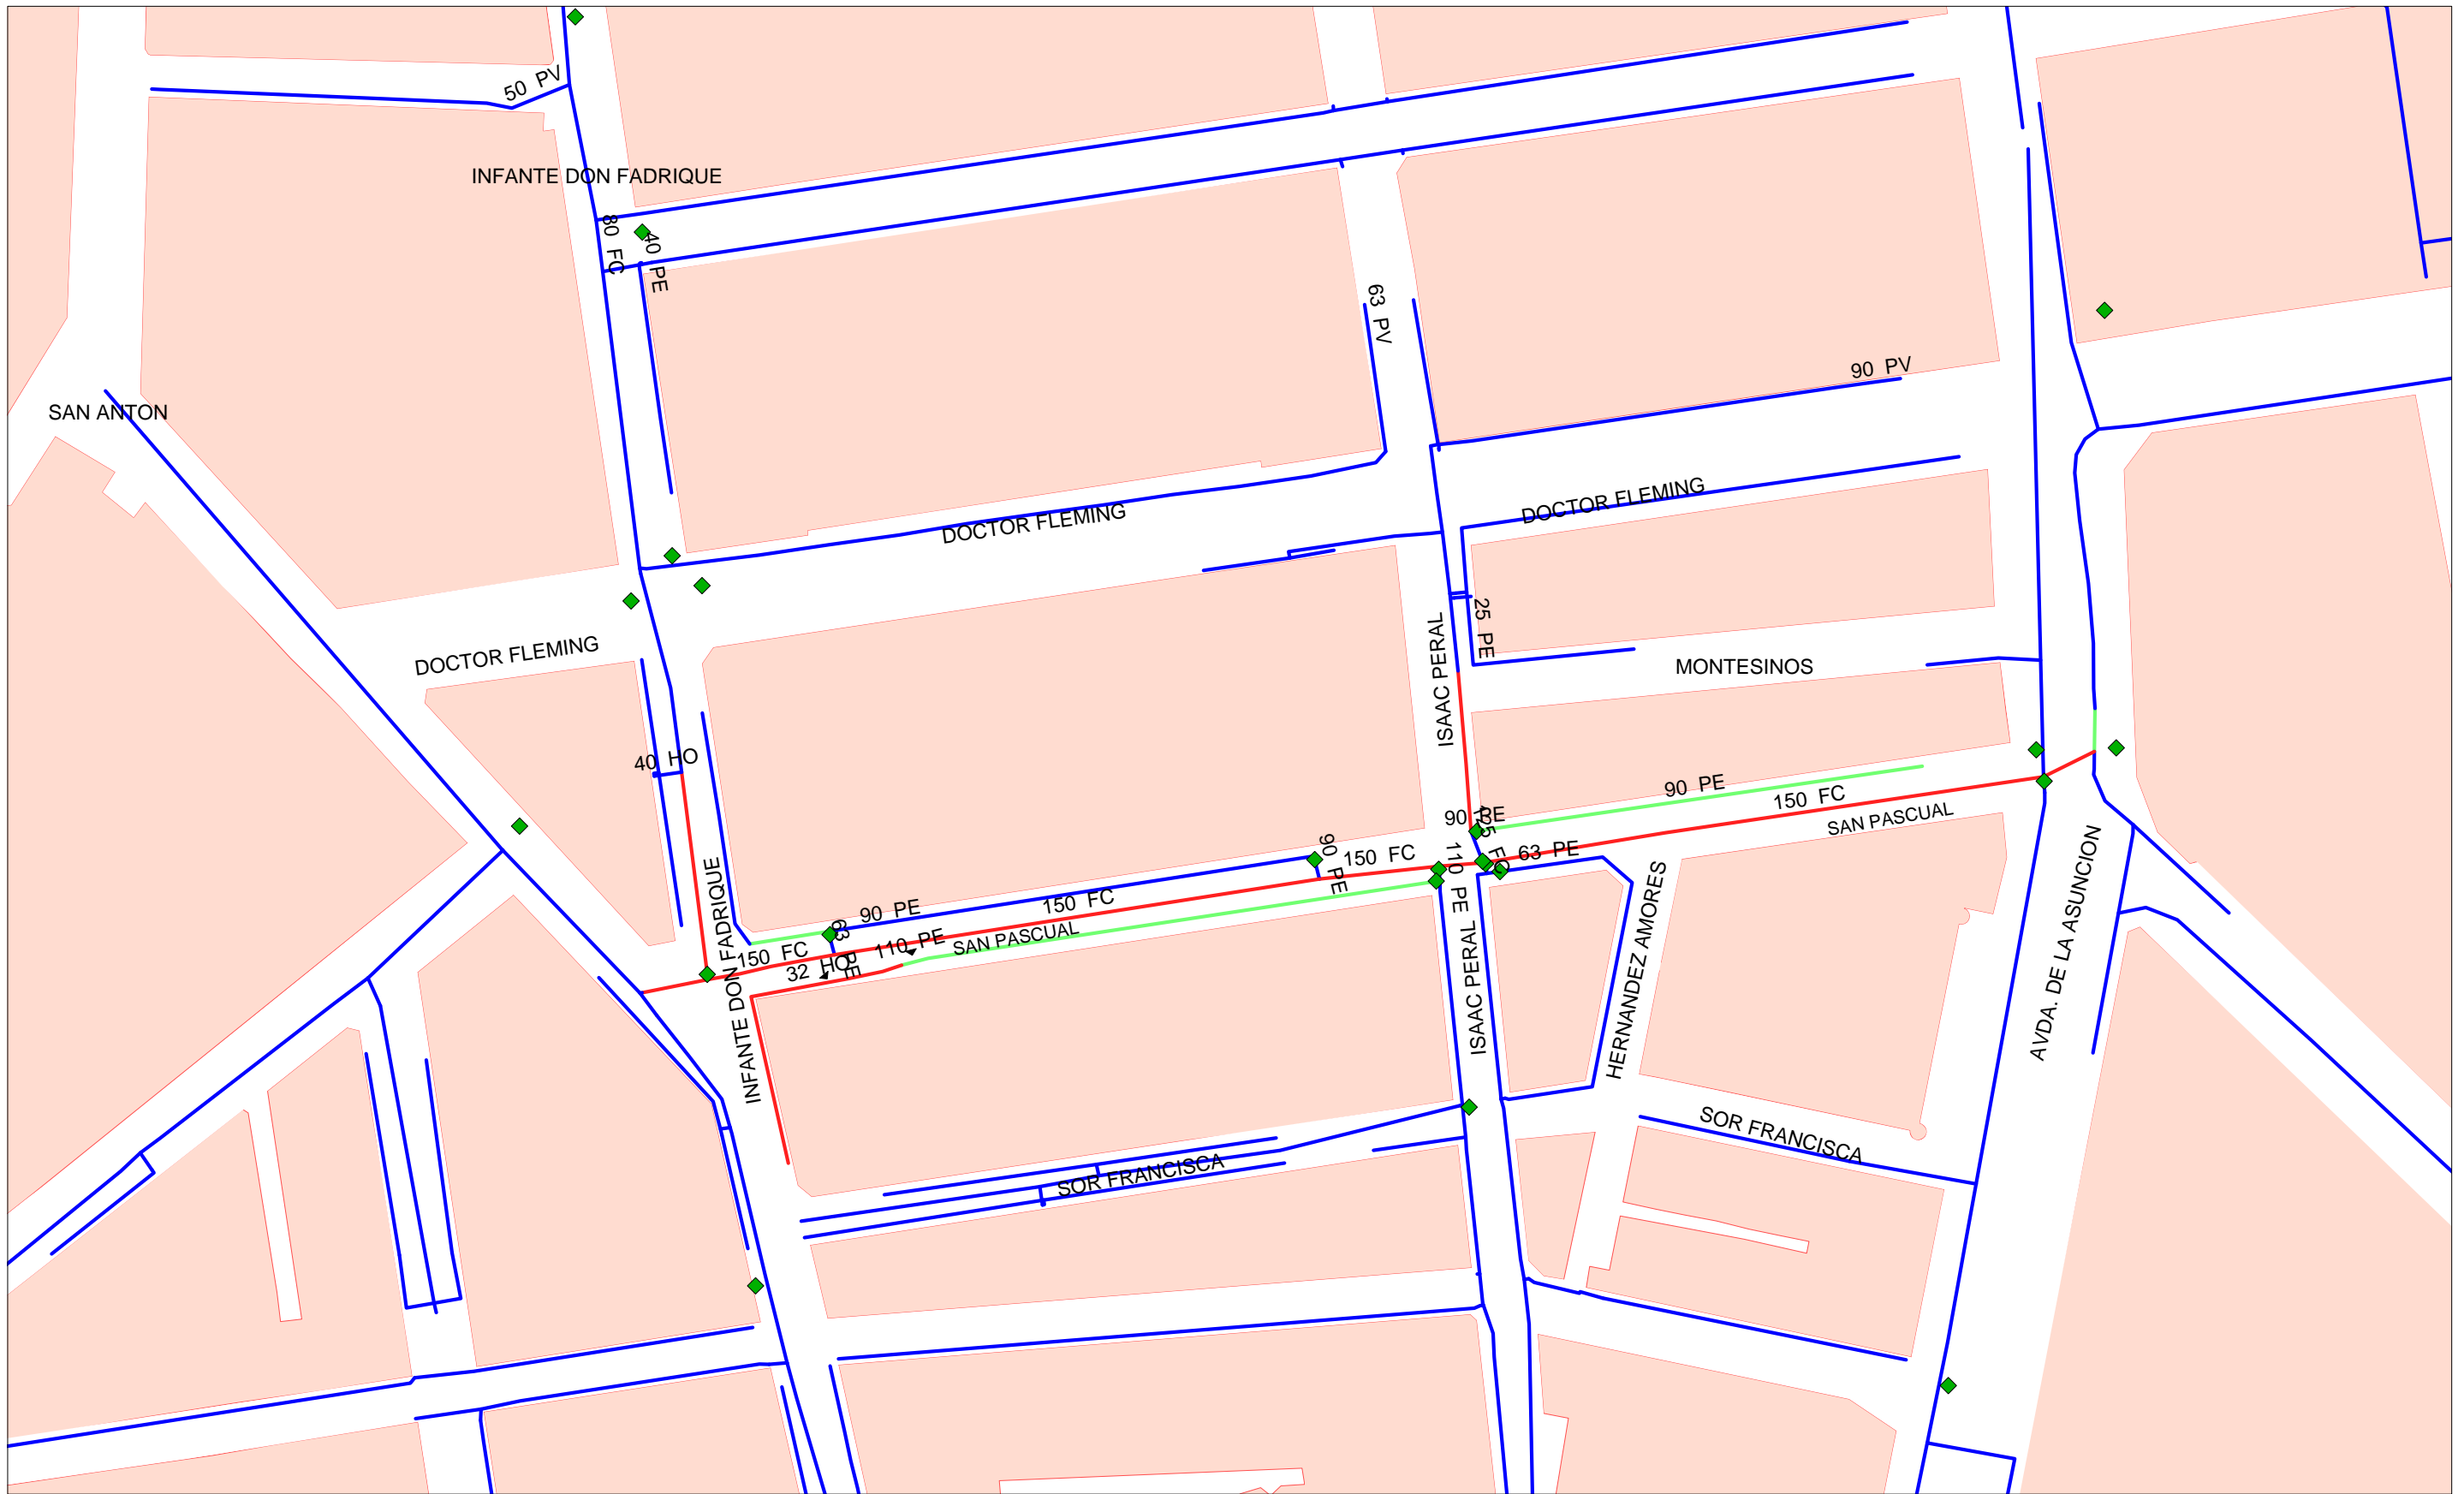 50 PV
INFANTE DON FADRIQUE
80 FC
40 PE
63 PV
90 PV
SAN ANTON
DOCTOR FLEMING
DOCTOR FLEMING
DOCTOR FLEMING
25 PE
ISAAC PERAL
MONTESINOS
40 HO
90 PE
150 FC
SAN PASCUAL
90 PE
125 FC
63 PE
90 PE
150 FC
110 PE
INFANTE DON FADRIQUE
90 PE
150 FC
63 PE
110 PE
SAN PASCUAL
150 FC
32 HO
ISAAC PERAL
HERNANDEZ AMORES
AVDA. DE LA ASUNCION
SOR FRANCISCA
SOR FRANCISCA